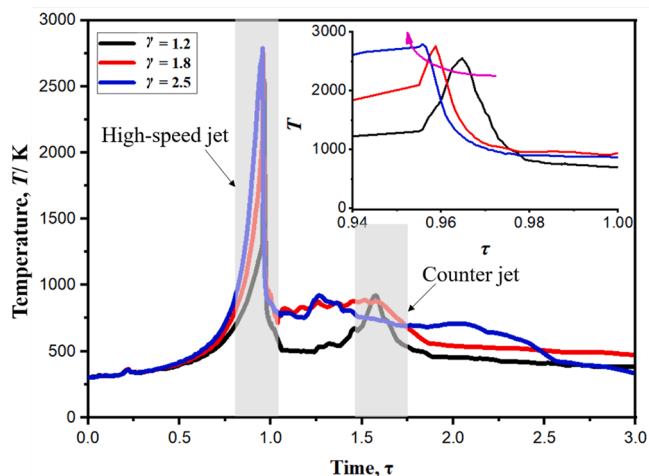 3000
2500
2000
1500
1000
500
0
Temperature, T/ K
γ = 1.2
γ = 1.8
γ = 2.5
High-speed jet
Counter jet
0.0
0.5
1.0
1.5
2.0
2.5
3.0
Time, τ
3000
2000
1000
0
T
0.94
0.96
0.98
1.00
τ